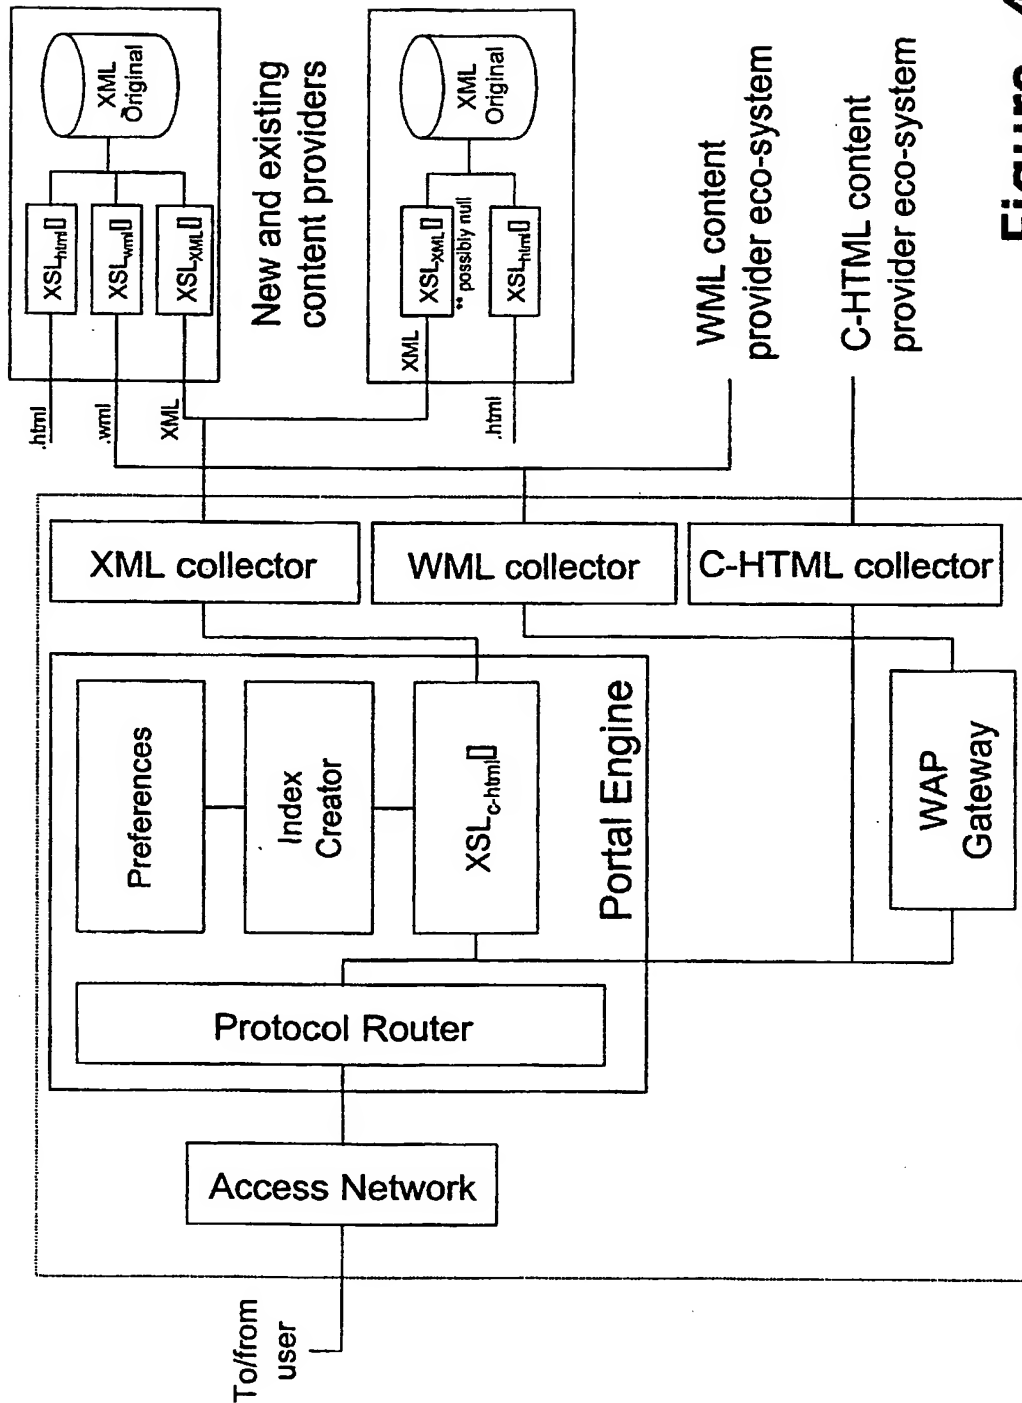 To/from
user
Access Network
Protocol Router
Preferences
Index
Creator
XSLc-html[]
Portal Engine
WAP
Gateway
XML collector
WML collector
C-HTML collector
.html
.wml
XML
XSLhtml[]
XSLwml[]
XSLXML[]
XML
Original
New and existing
content providers
XML
.html
XSLXML[]
** possibly null
XSLhtml[]
XML
Original
WML content
provider eco-system
C-HTML content
provider eco-system
Figure